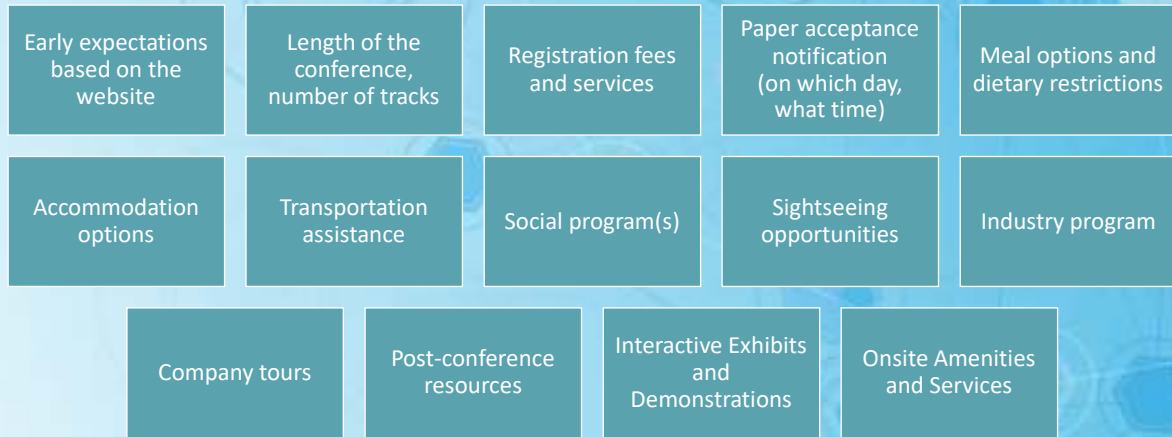 Early expectations
based on the
website
Length of the
conference,
number of tracks
Registration fees
and services
Paper acceptance
notification
(on which day,
what time)
Meal options and
dietary restrictions
Accommodation
options
Transportation
assistance
Social program(s)
Sightseeing
opportunities
Industry program
Company tours
Post-conference
resources
Interactive Exhibits
and
Demonstrations
Onsite Amenities
and Services